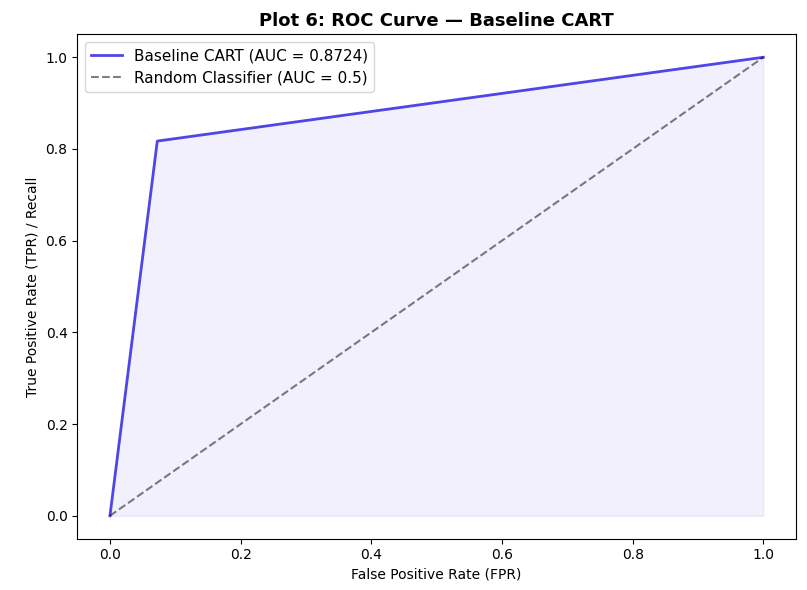 Plot 6: ROC Curve — Baseline CART
Baseline CART (AUC = 0.8724)
Random Classifier (AUC = 0.5)
True Positive Rate (TPR) / Recall
1.0
0.8
0.6
0.4
0.2
0.0
0.0 0.2 0.4 0.6 0.8 1.0
False Positive Rate (FPR)